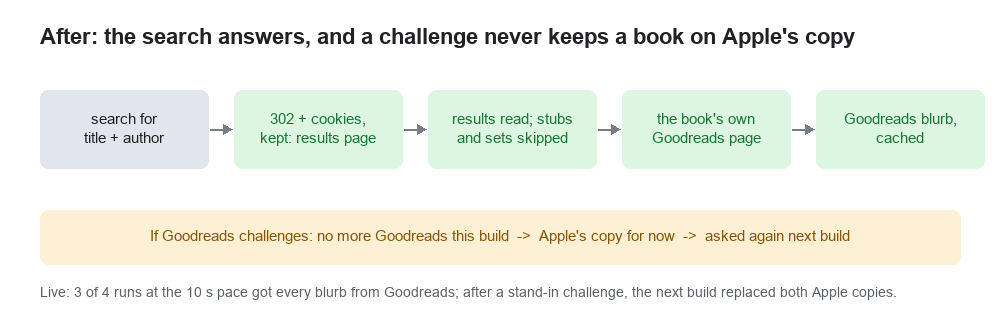 After: the search answers, and a challenge never keeps a book on Apple's copy
search for
title + author
302 + cookies,
kept: results page
results read; stubs
and sets skipped
the book's own
Goodreads page
Goodreads blurb,
cached
If Goodreads challenges: no more Goodreads this build -> Apple's copy for now -> asked again next build
Live: 3 of 4 runs at the 10 s pace got every blurb from Goodreads; after a stand-in challenge, the next build replaced both Apple copies.